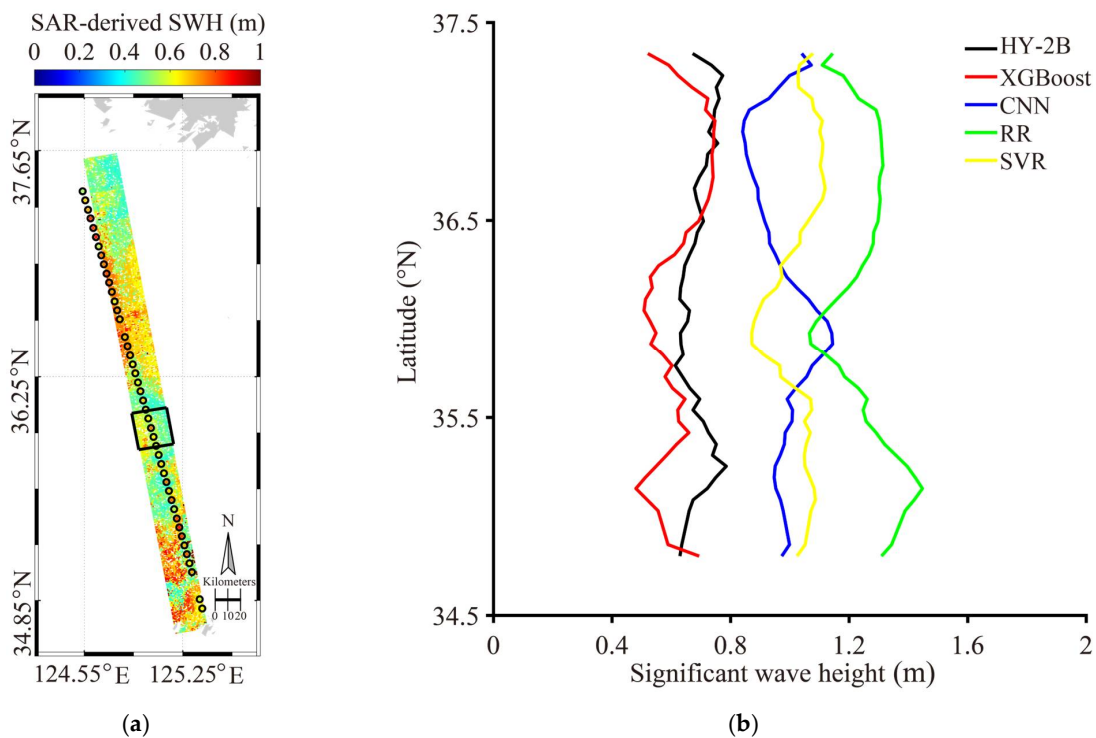 SAR-derived SWH (m)
0 0.2 0.4 0.6 0.8 1
37.65°N
36.25°N
34.85°N
N
Kilometers
0 10 20
124.55°E 125.25°E
(a)
37.5
36.5
35.5
34.5
Latitude (°N)
HY-2B
XGBoost
CNN
RR
SVR
0 0.4 0.8 1.2 1.6 2
Significant wave height (m)
(b)